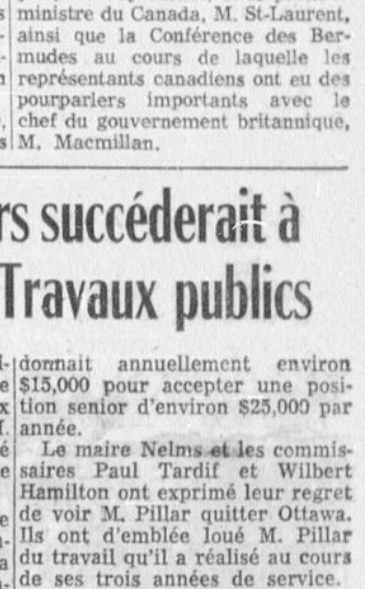 ministre du Canada, M. St-Laurent,
ainsi que la Conférence des Ber-
mudes au cours de laquelle les
représentants canadiens ont eu des
pourparlers importants avec le
chef du gouvernement britannique,
M. Macmillan.
rs succéderait à
Travaux publics
donnait annuellement environ
$15,000 pour accepter une posi-
tion senior d'environ $25,000 par
année.
Le maire Nelms et les commis-
saires Paul Tardif et Wilbert
Hamilton ont exprimé leur regret
de voir M. Pillar quitter Ottawa.
Ils ont d'emblée loué M. Pillar
du travail qu'il a réalisé au cours
de ses trois années de service.